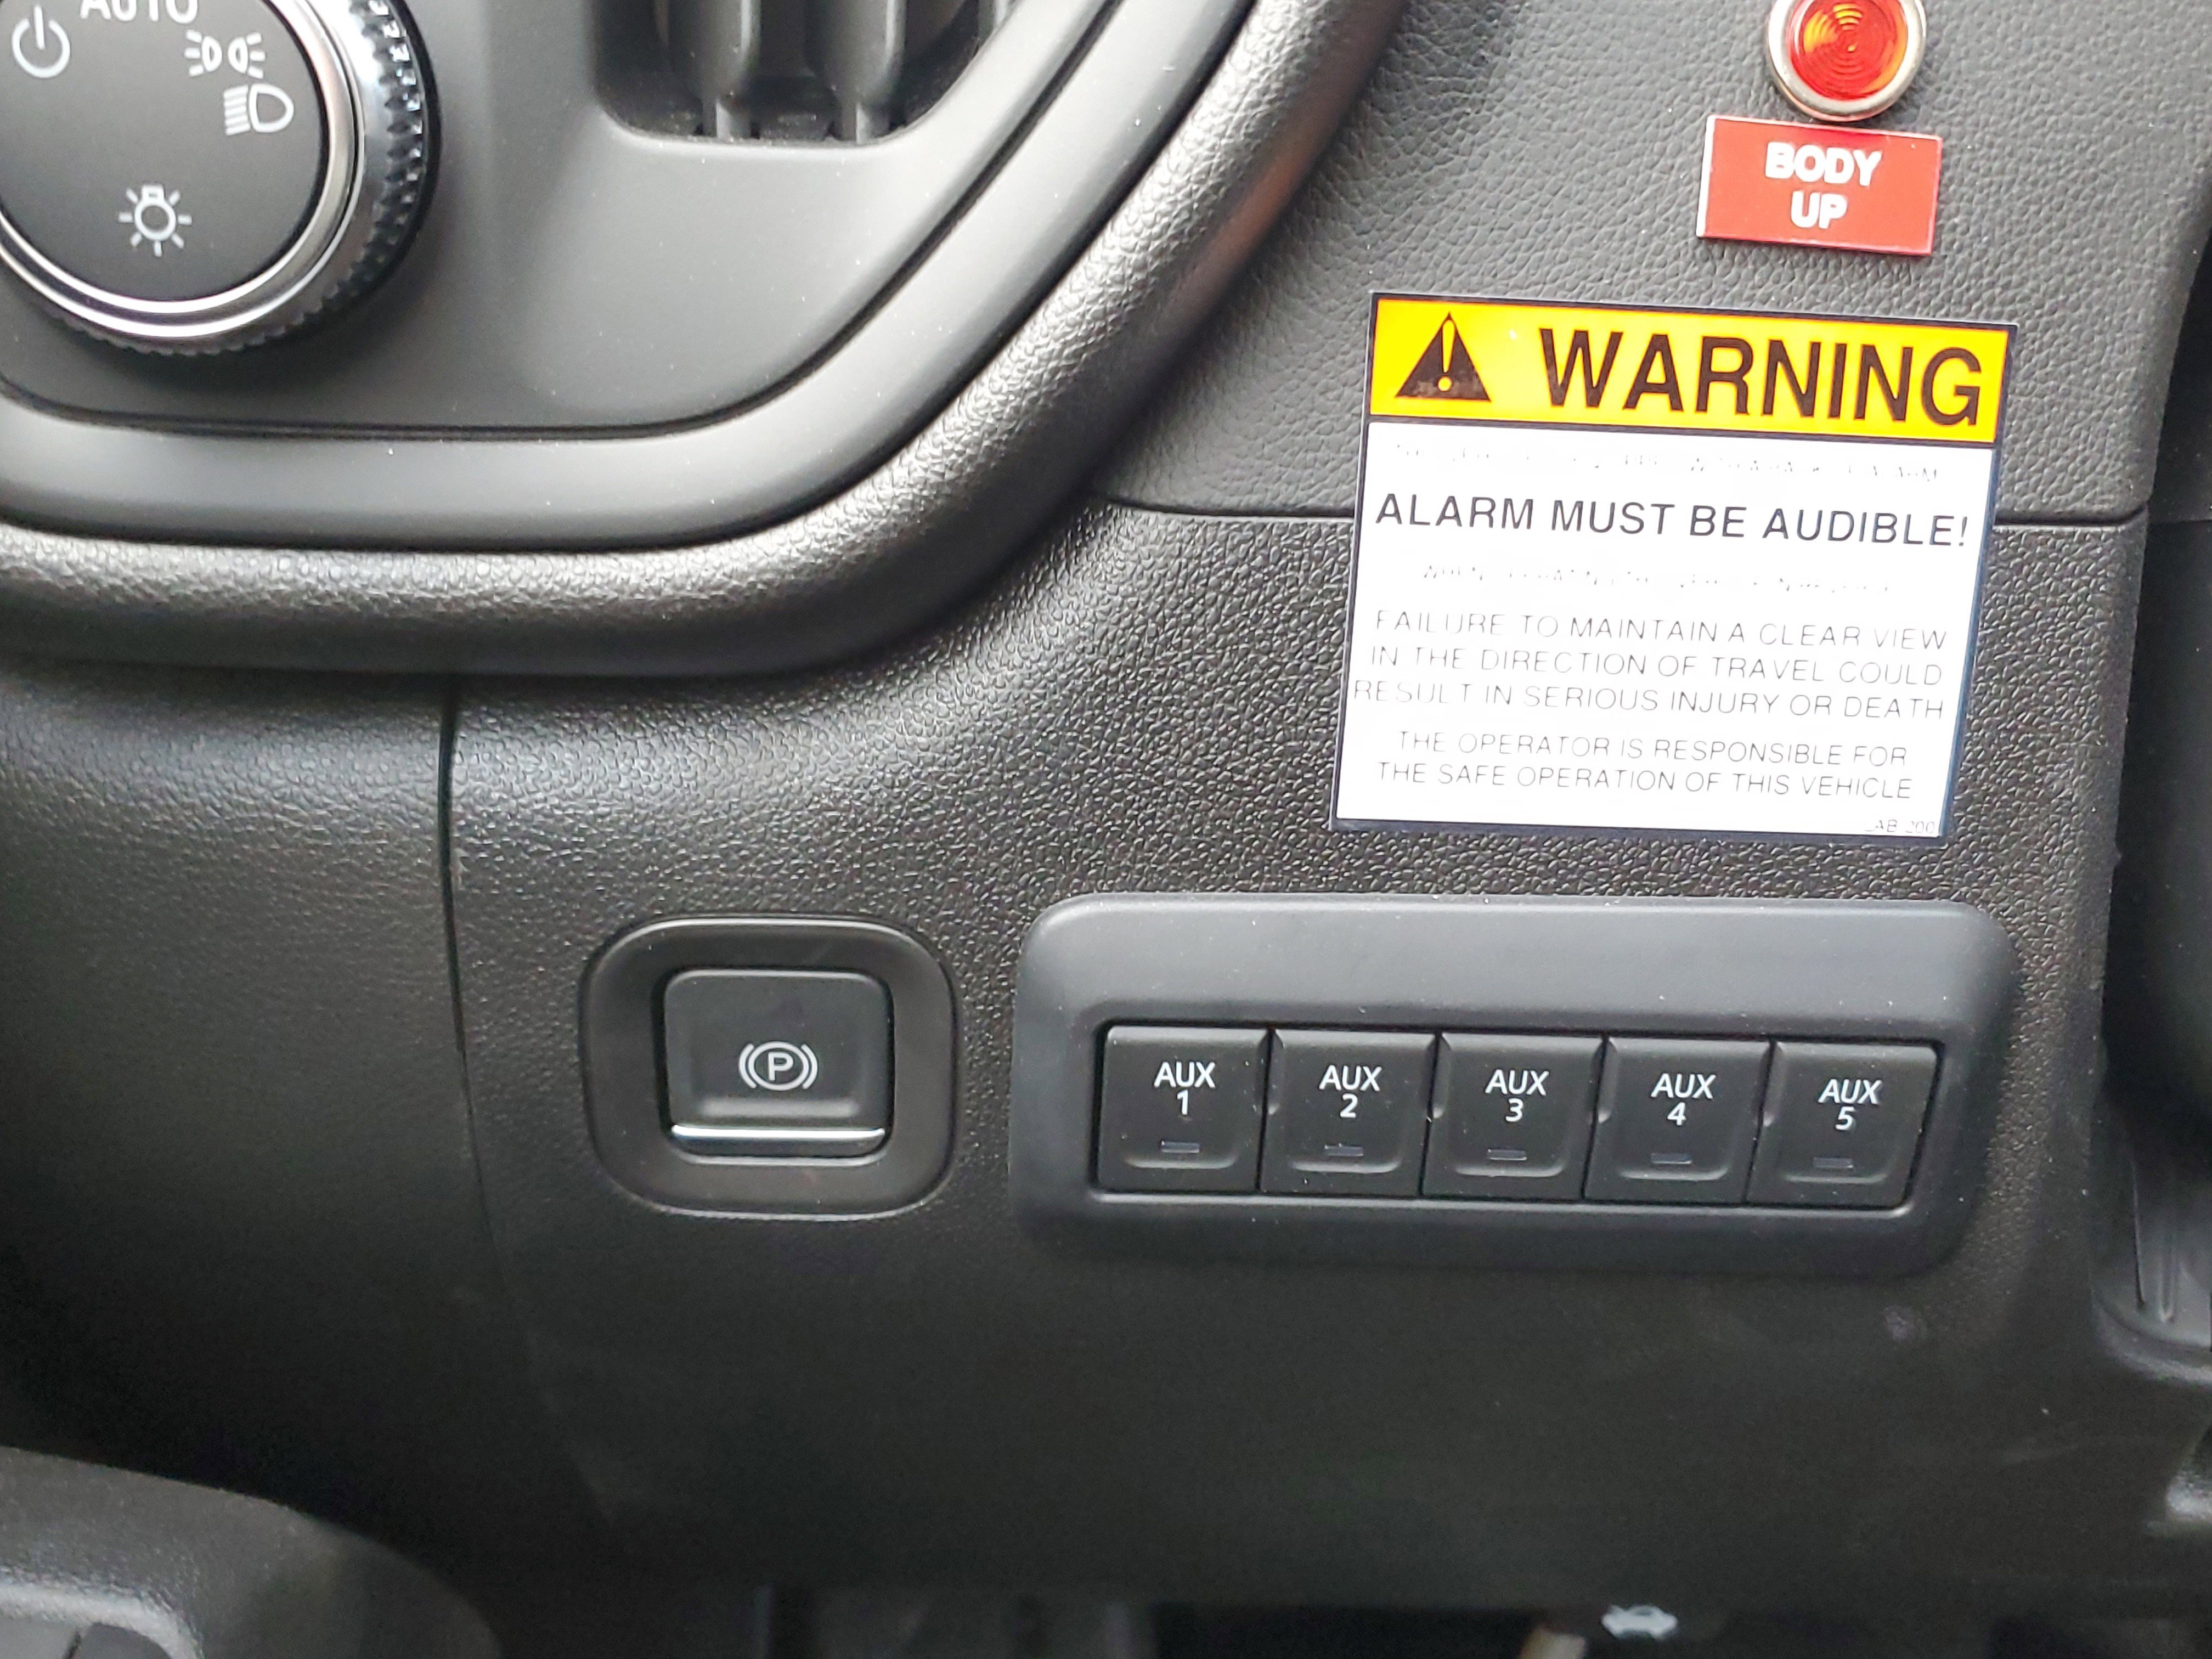 AUTO
BODY
UP
WARNING
ALARM MUST BE AUDIBLE!
FAILURE TO MAINTAIN A CLEAR VIEW
IN THE DIRECTION OF TRAVEL COULD
RESULT IN SERIOUS INJURY OR DEATH
THE OPERATOR IS RESPONSIBLE FOR
THE SAFE OPERATION OF THIS VEHICLE
P
AUX
1
AUX
2
AUX
3
AUX
4
AUX
5